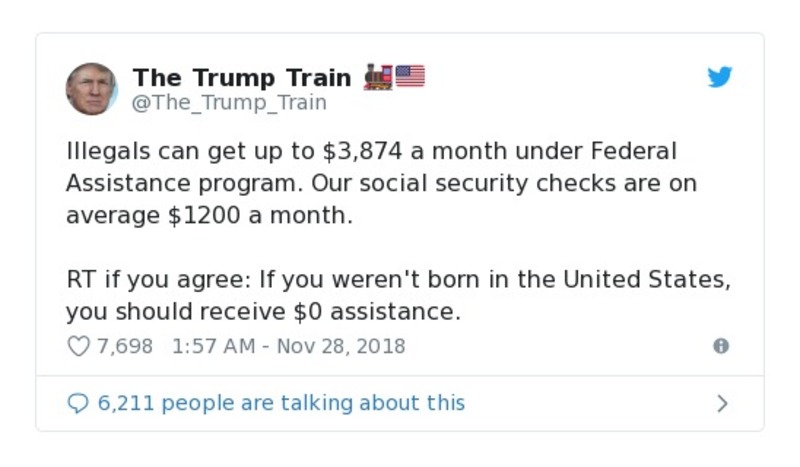 The Trump Train 🚂🇺🇸
@The_Trump_Train
Illegals can get up to $3,874 a month under Federal
Assistance program. Our social security checks are on
average $1200 a month.
RT if you agree: If you weren't born in the United States,
you should receive $0 assistance.
7,698 1:57 AM - Nov 28, 2018
6,211 people are talking about this